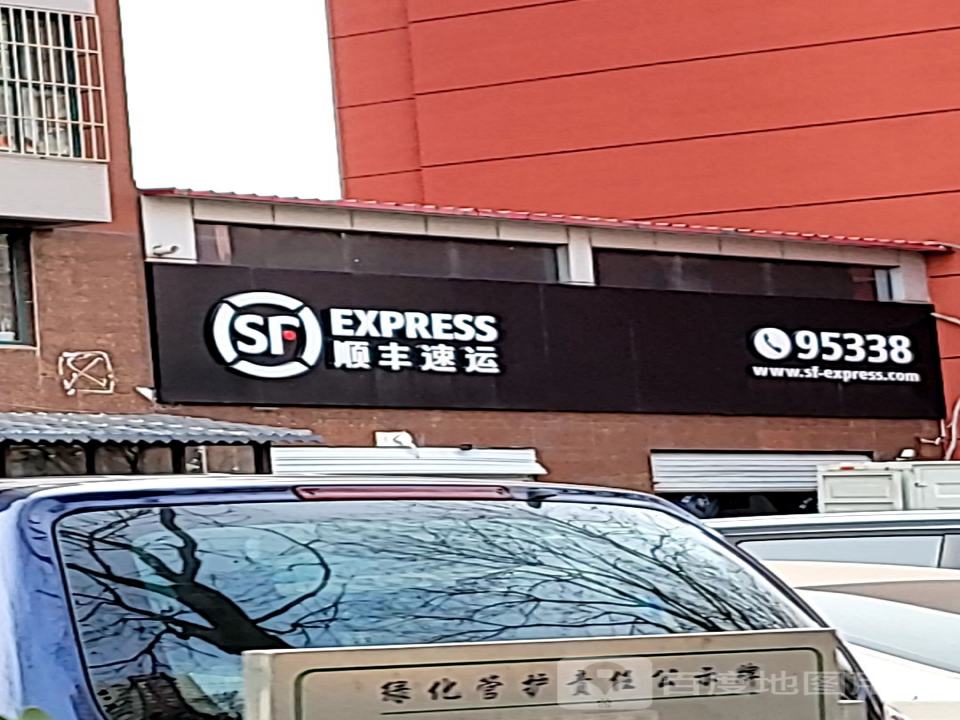 SF EXPRESS
顺丰速运
95338
www.sf-express.com
绿化管护责任公示牌
百度地图